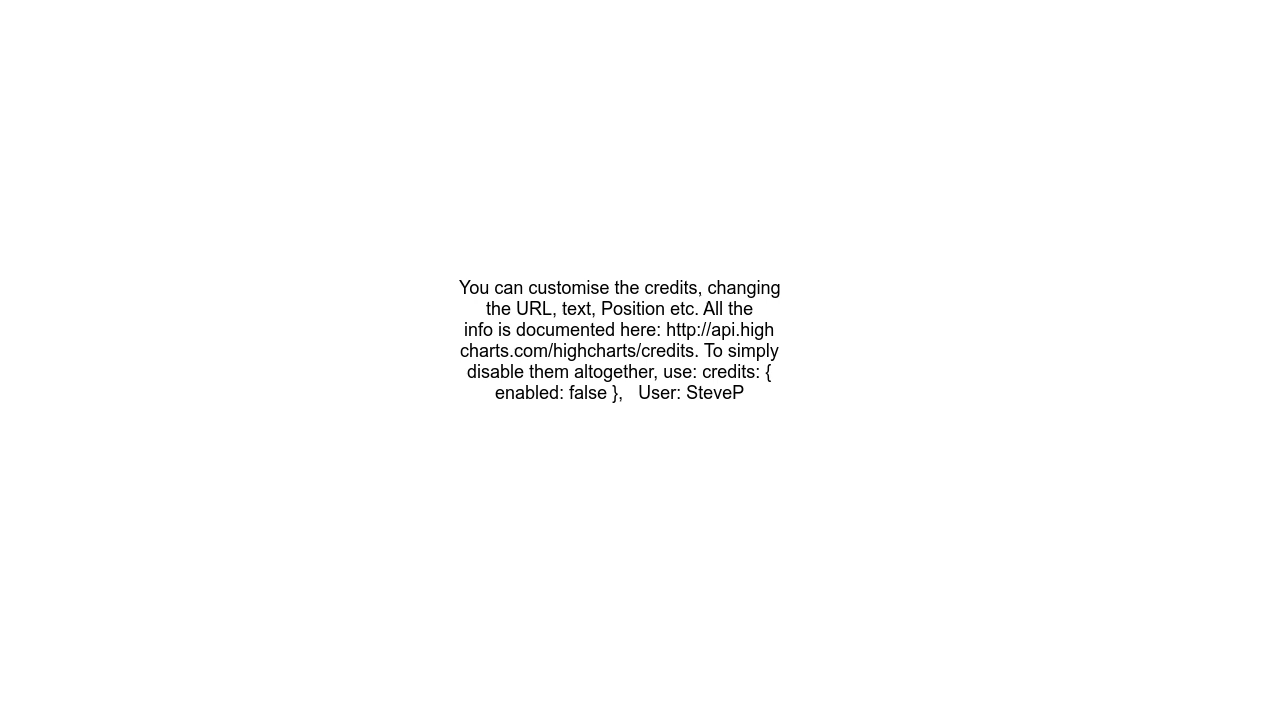 You can customise the credits, changing
the URL, text, Position etc. All the
info is documented here: http://api.high
charts.com/highcharts/credits. To simply
disable them altogether, use: credits: {
enabled: false },   User: SteveP